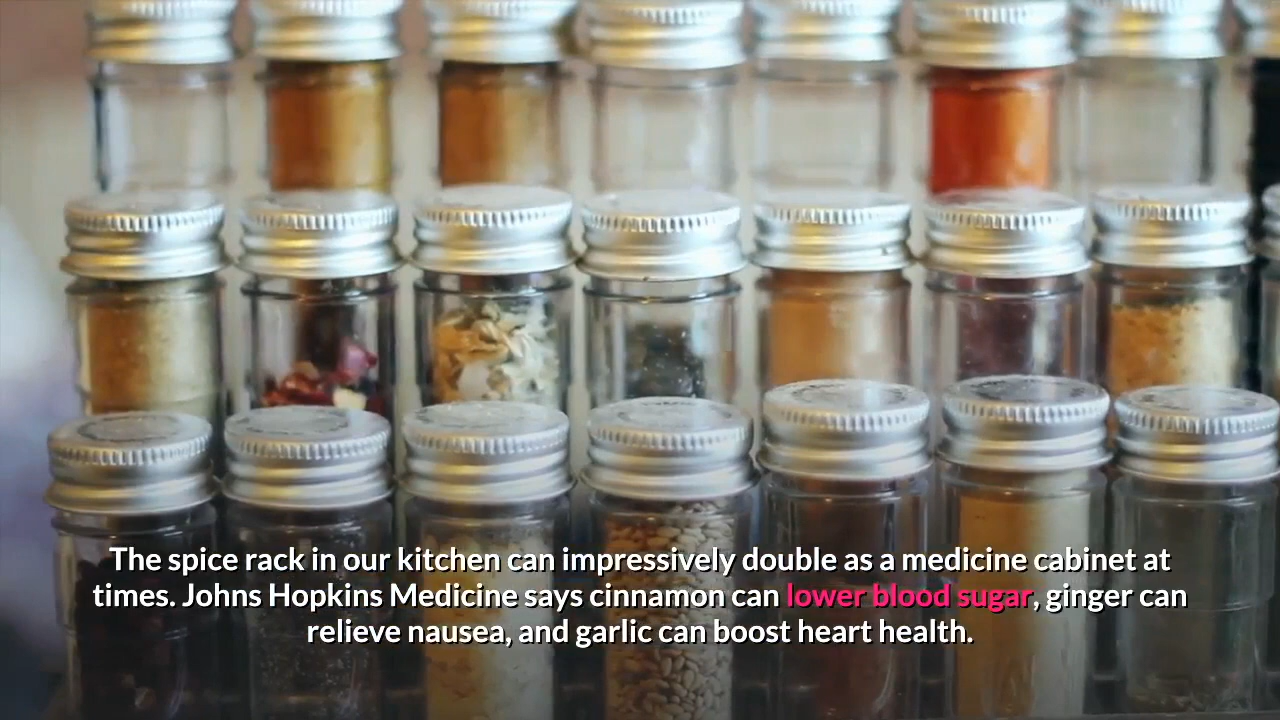 The spice rack in our kitchen can impressively double as a medicine cabinet at
times. Johns Hopkins Medicine says cinnamon can lower blood sugar, ginger can
relieve nausea, and garlic can boost heart health.